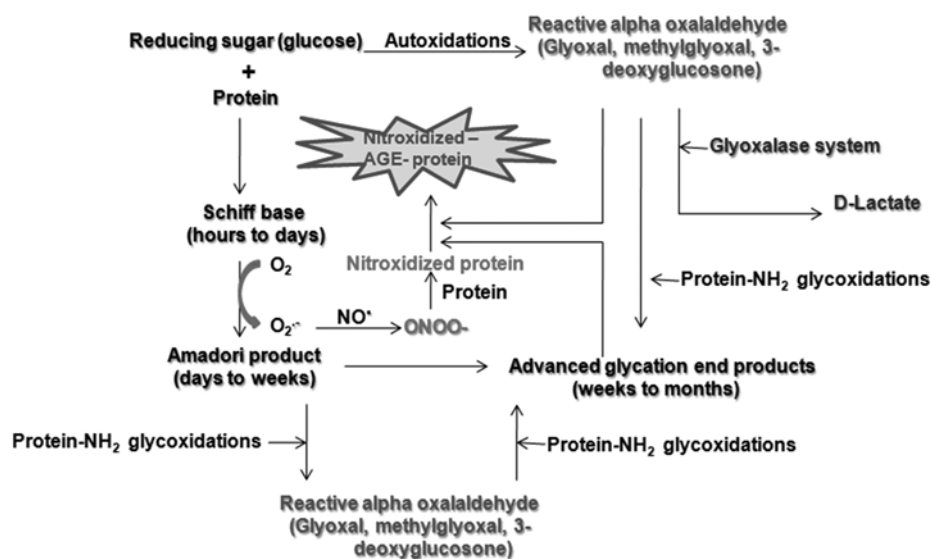 Reducing sugar (glucose)
+
Protein
Autoxidations
Reactive alpha oxalaldehyde
(Glyoxal, methylglyoxal, 3-
deoxyglucosone)
Nitroxidized –
AGE- protein
Glyoxalase system
D-Lactate
Schiff base
(hours to days)
O₂
O₂·-
NO•
ONOO-
Nitroxidized protein
Protein
Protein-NH₂ glycoxidations
Amadori product
(days to weeks)
Advanced glycation end products
(weeks to months)
Protein-NH₂ glycoxidations
Protein-NH₂ glycoxidations
Reactive alpha oxalaldehyde
(Glyoxal, methylglyoxal, 3-
deoxyglucosone)